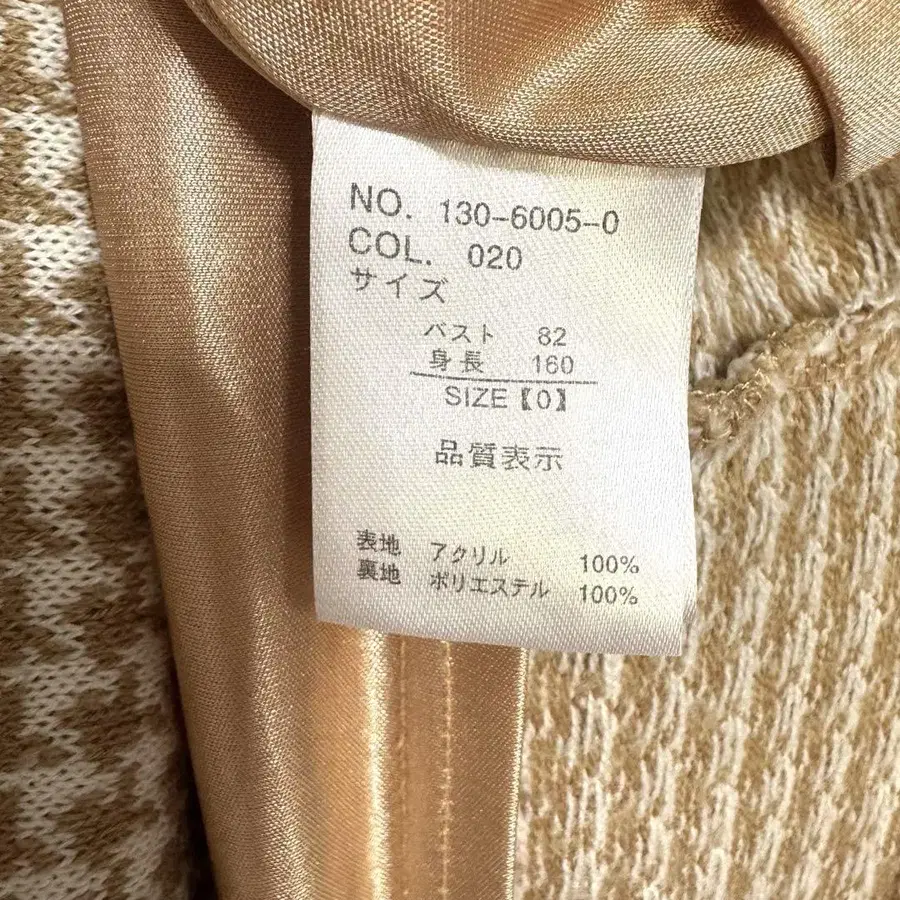 NO. 130-6005-0
COL. 020
サイズ
バスト 82
身長 160
SIZE【0】
品質表示
表地 アクリル 100%
裏地 ポリエステル 100%